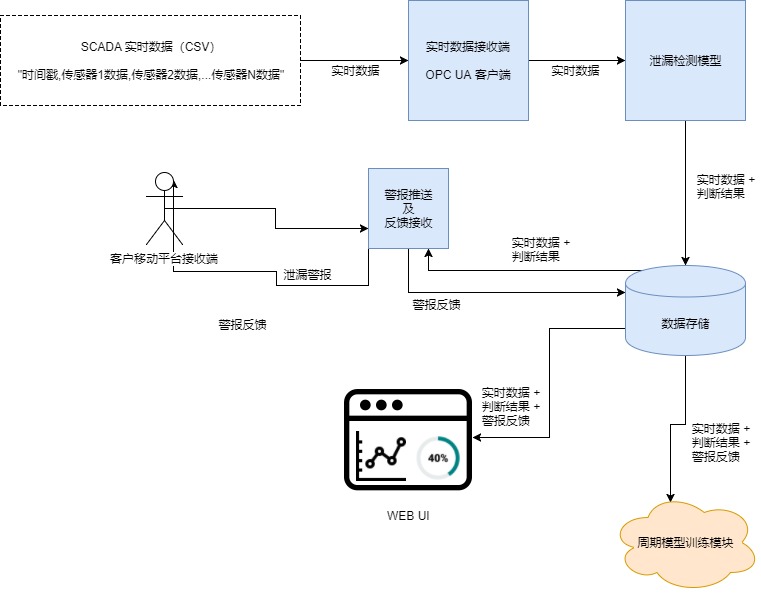 SCADA 实时数据（CSV）
"时间戳,传感器1数据,传感器2数据,...传感器N数据"
实时数据
实时数据接收端
OPC UA 客户端
实时数据
泄漏检测模型
实时数据 +
判断结果
警报推送
及
反馈接收
客户移动平台接收端
泄漏警报
实时数据 +
判断结果
警报反馈
警报反馈
数据存储
实时数据 +
判断结果 +
警报反馈
40%
WEB UI
实时数据 +
判断结果 +
警报反馈
周期模型训练模块